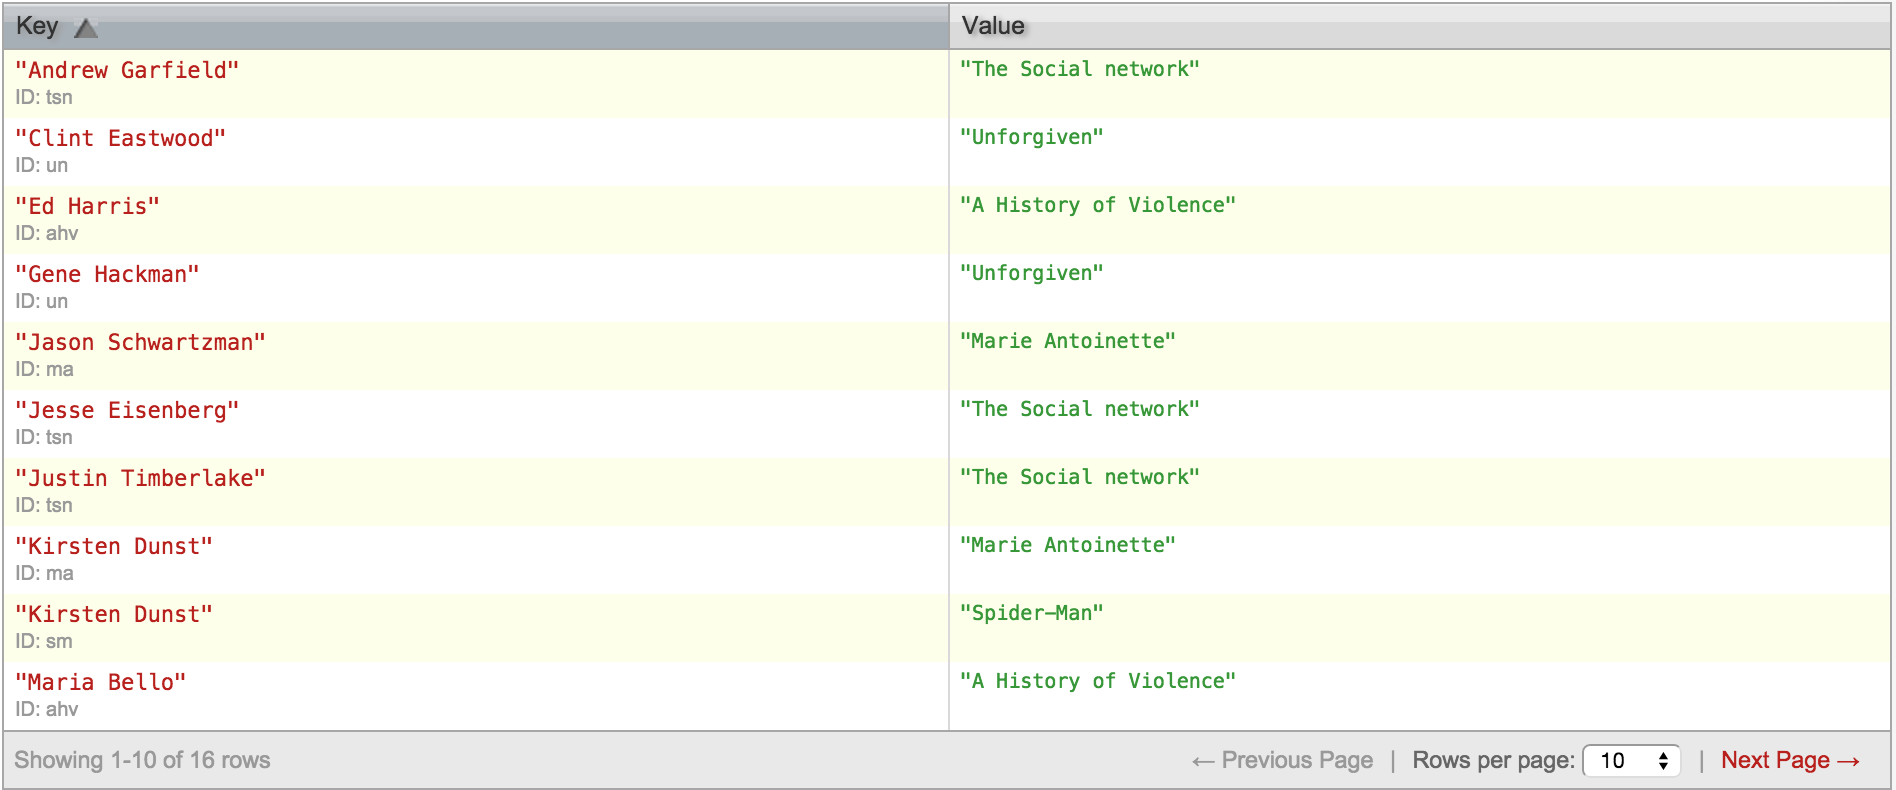 Key Value
"Andrew Garfield" "The Social network"
ID: tsn
"Clint Eastwood" "Unforgiven"
ID: un
"Ed Harris" "A History of Violence"
ID: ahv
"Gene Hackman" "Unforgiven"
ID: un
"Jason Schwartzman" "Marie Antoinette"
ID: ma
"Jesse Eisenberg" "The Social network"
ID: tsn
"Justin Timberlake" "The Social network"
ID: tsn
"Kirsten Dunst" "Marie Antoinette"
ID: ma
"Kirsten Dunst" "Spider-Man"
ID: sm
"Maria Bello" "A History of Violence"
ID: ahv
Showing 1-10 of 16 rows ← Previous Page | Rows per page: 10 | Next Page →